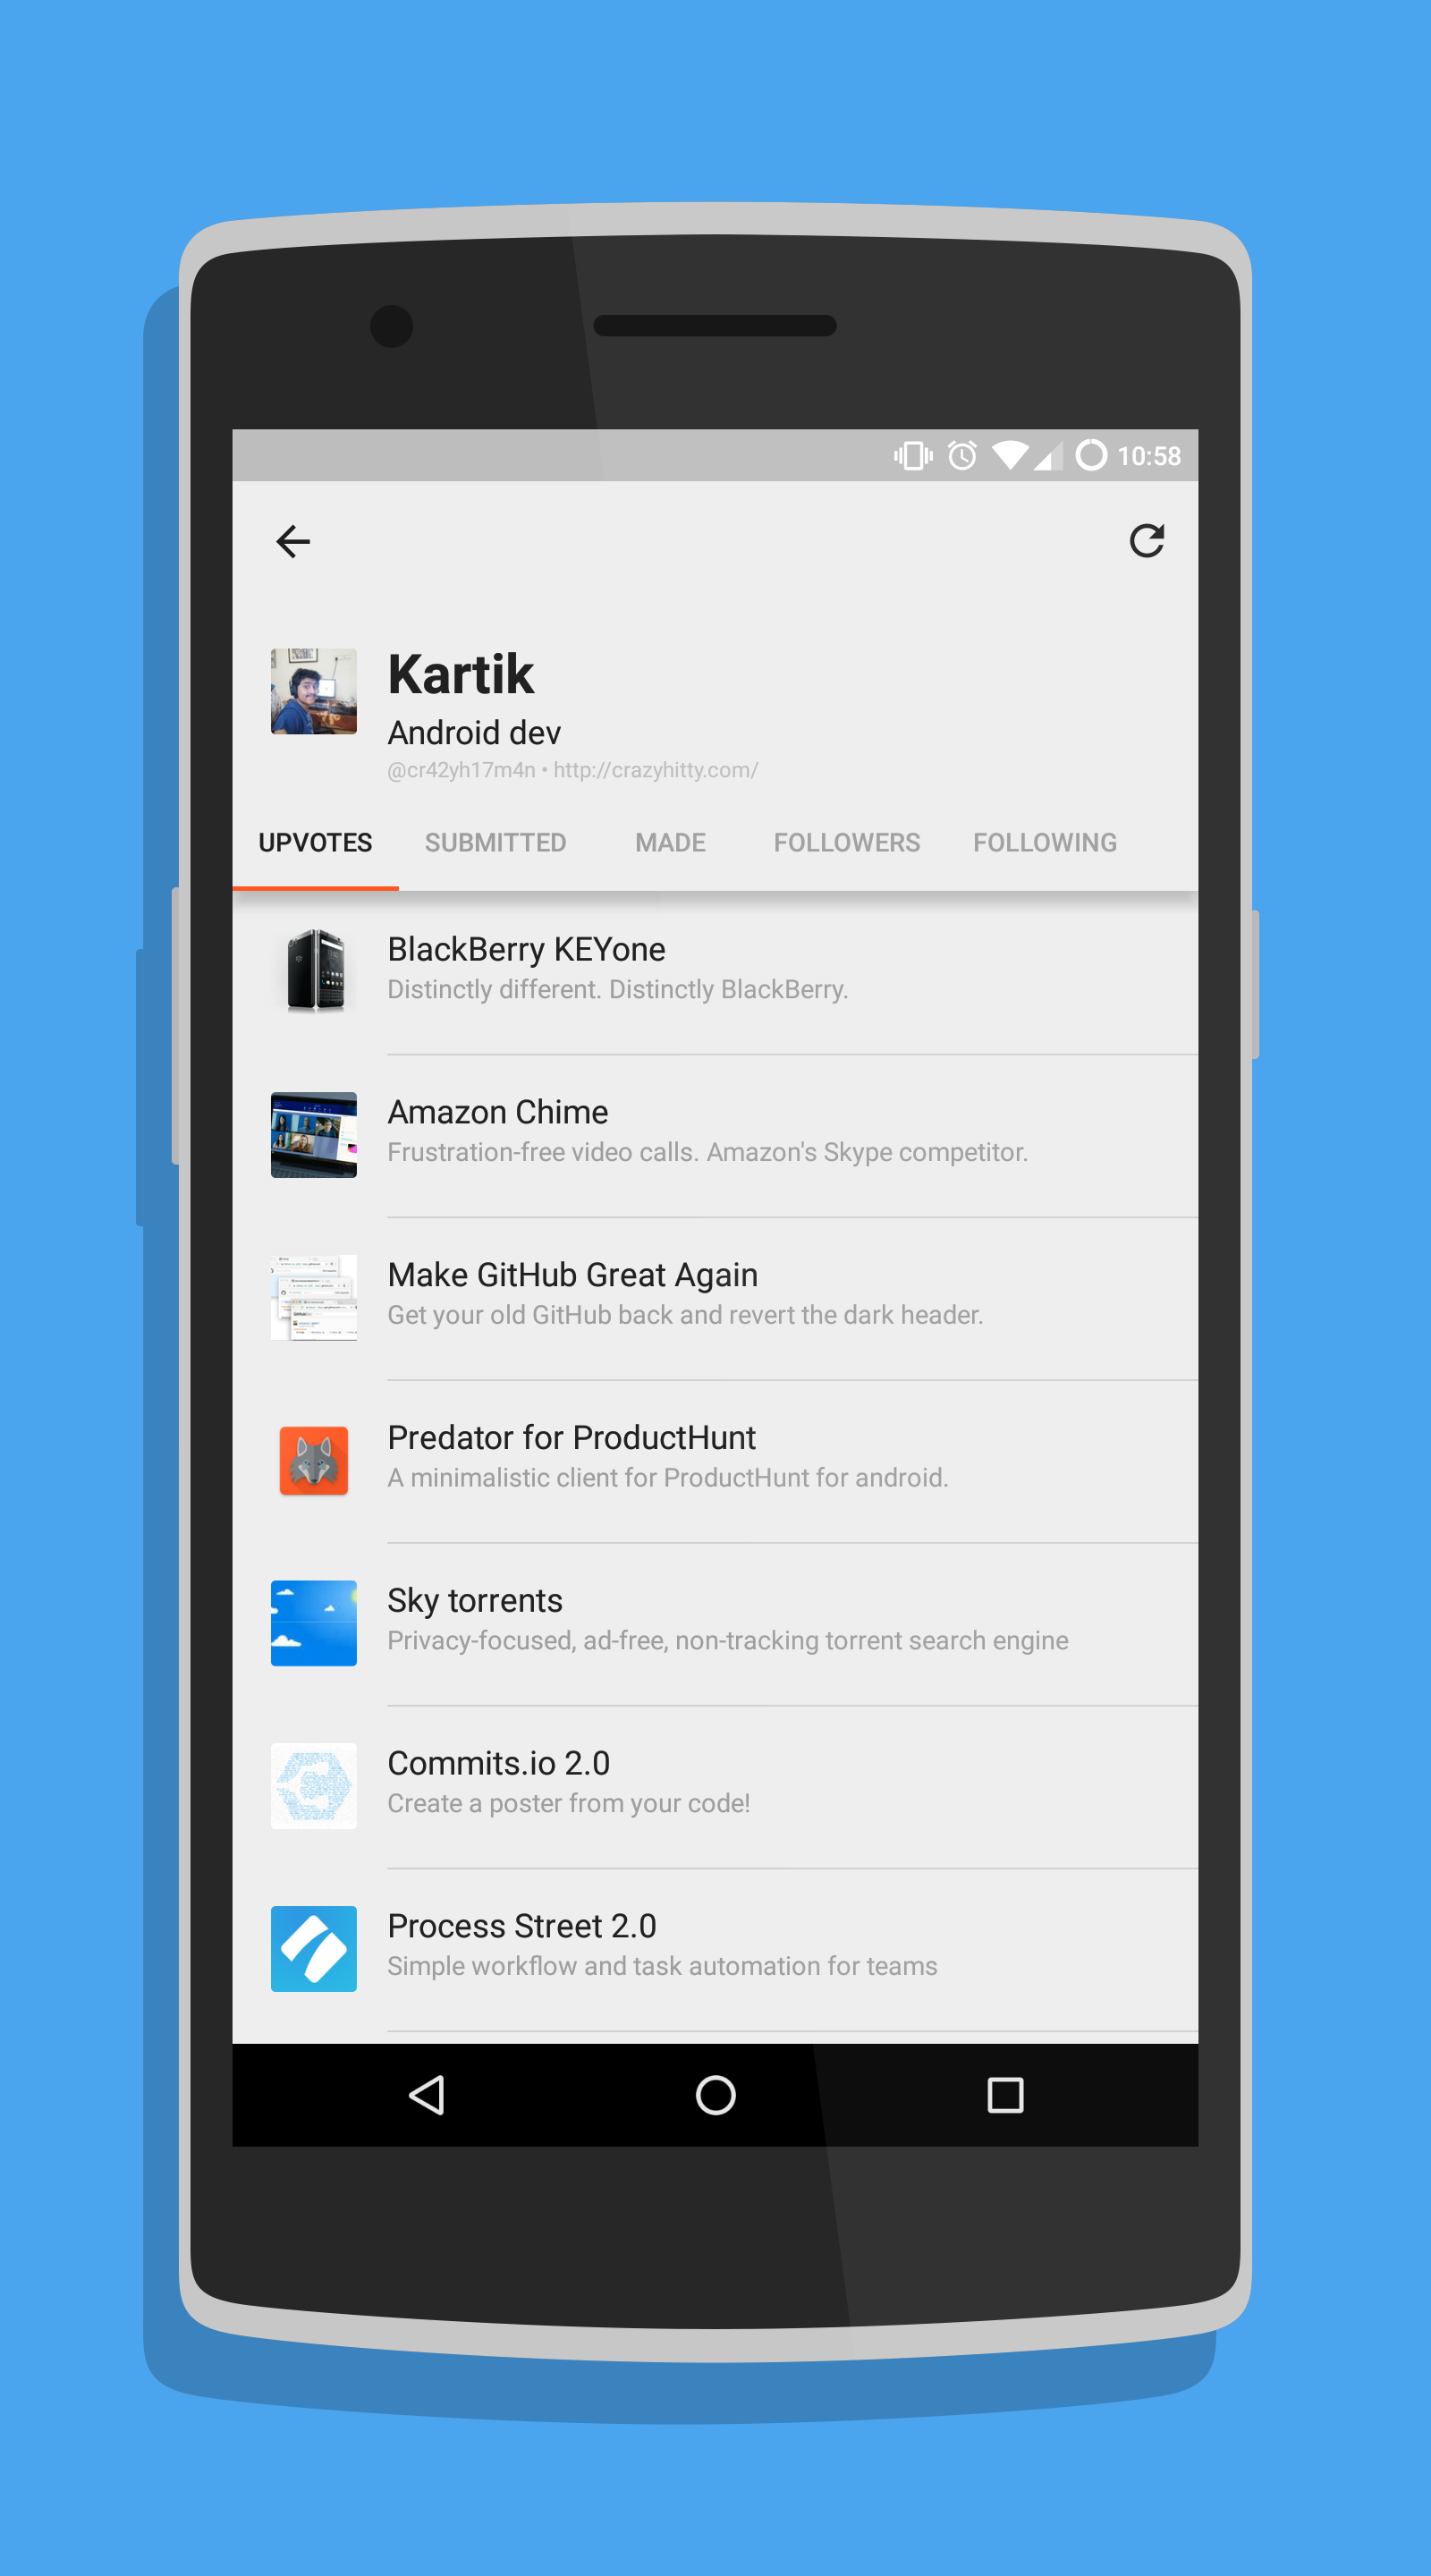 10:58
Kartik
Android dev
@cr42yh17m4n • http://crazyhitty.com/
UPVOTES SUBMITTED MADE FOLLOWERS FOLLOWING
BlackBerry KEYone
Distinctly different. Distinctly BlackBerry.
Amazon Chime
Frustration-free video calls. Amazon's Skype competitor.
Make GitHub Great Again
Get your old GitHub back and revert the dark header.
Predator for ProductHunt
A minimalistic client for ProductHunt for android.
Sky torrents
Privacy-focused, ad-free, non-tracking torrent search engine
Commits.io 2.0
Create a poster from your code!
Process Street 2.0
Simple workflow and task automation for teams